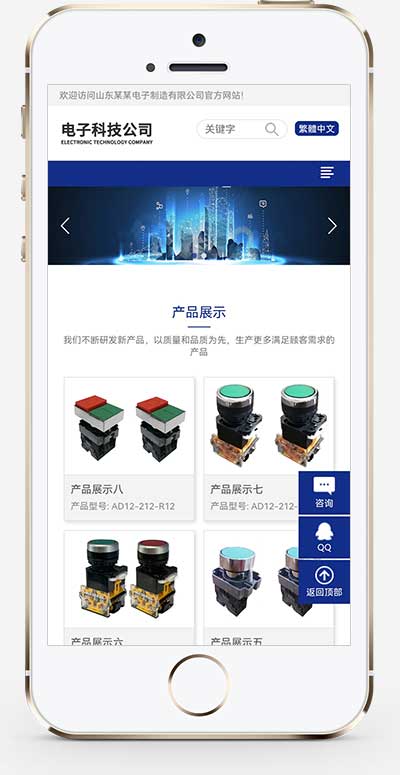 欢迎访问山东某某电子制造有限公司官方网站!
电子科技公司
ELECTRONIC TECHNOLOGY COMPANY
关键字
繁體中文
产品展示
我们不断研发新产品，以质量和品质为先，生产更多满足顾客需求的
产品
产品展示八
产品型号: AD12-212-R12
产品展示七
产品型号: AD12-212-
咨询
QQ
返回顶部
产品展示六
产品展示五